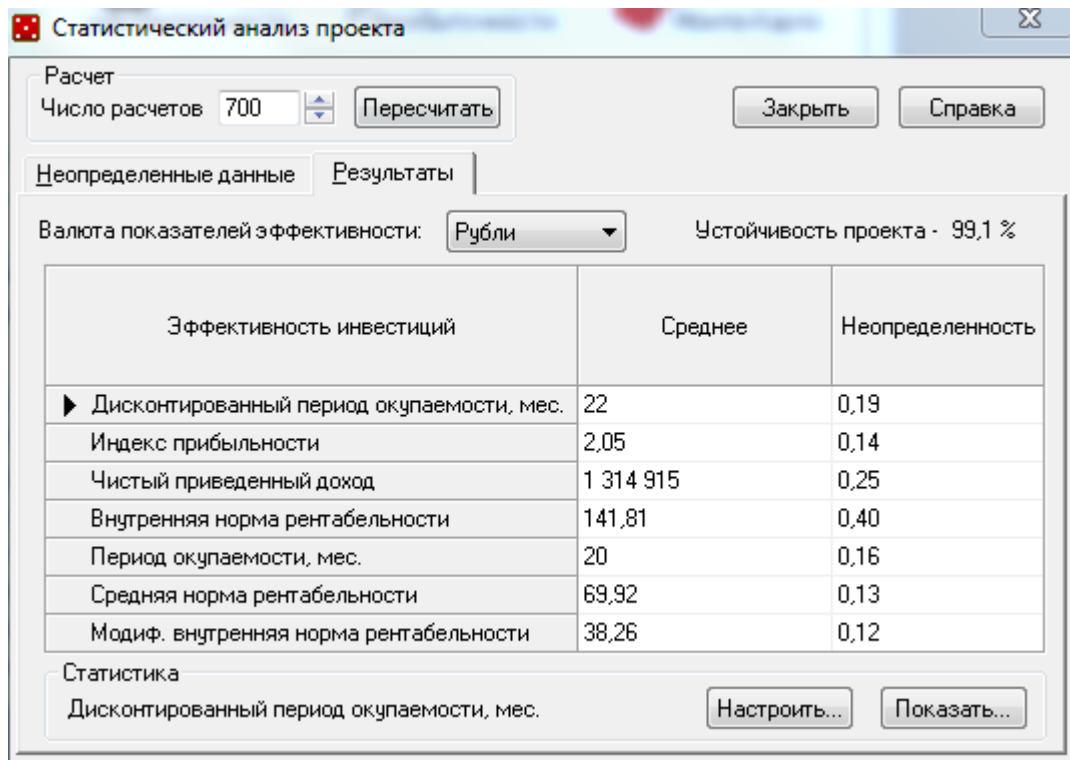 Статистический анализ проекта
Расчет
Число расчетов 700 Пересчитать Закрыть Справка
Неопределенные данные Результаты
Валюта показателей эффективности: Рубли Устойчивость проекта - 99,1 %
Эффективность инвестиций Среднее Неопределенность
Дисконтированный период окупаемости, мес. 22 0,19
Индекс прибыльности 2,05 0,14
Чистый приведенный доход 1 314 915 0,25
Внутренняя норма рентабельности 141,81 0,40
Период окупаемости, мес. 20 0,16
Средняя норма рентабельности 69,92 0,13
Модиф. внутренняя норма рентабельности 38,26 0,12
Статистика
Дисконтированный период окупаемости, мес. Настроить... Показать...